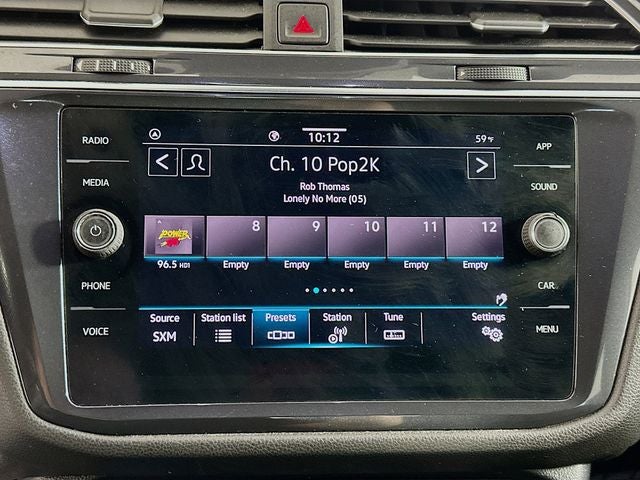 RADIO
MEDIA
PHONE
VOICE
APP
SOUND
CAR
MENU
10:12
59°F
Ch. 10 Pop2K
Rob Thomas
Lonely No More (05)
POWER
8
9
10
11
12
96.5 HD1
Empty
Empty
Empty
Empty
Empty
Source
Station list
Presets
Station
Tune
Settings
SXM